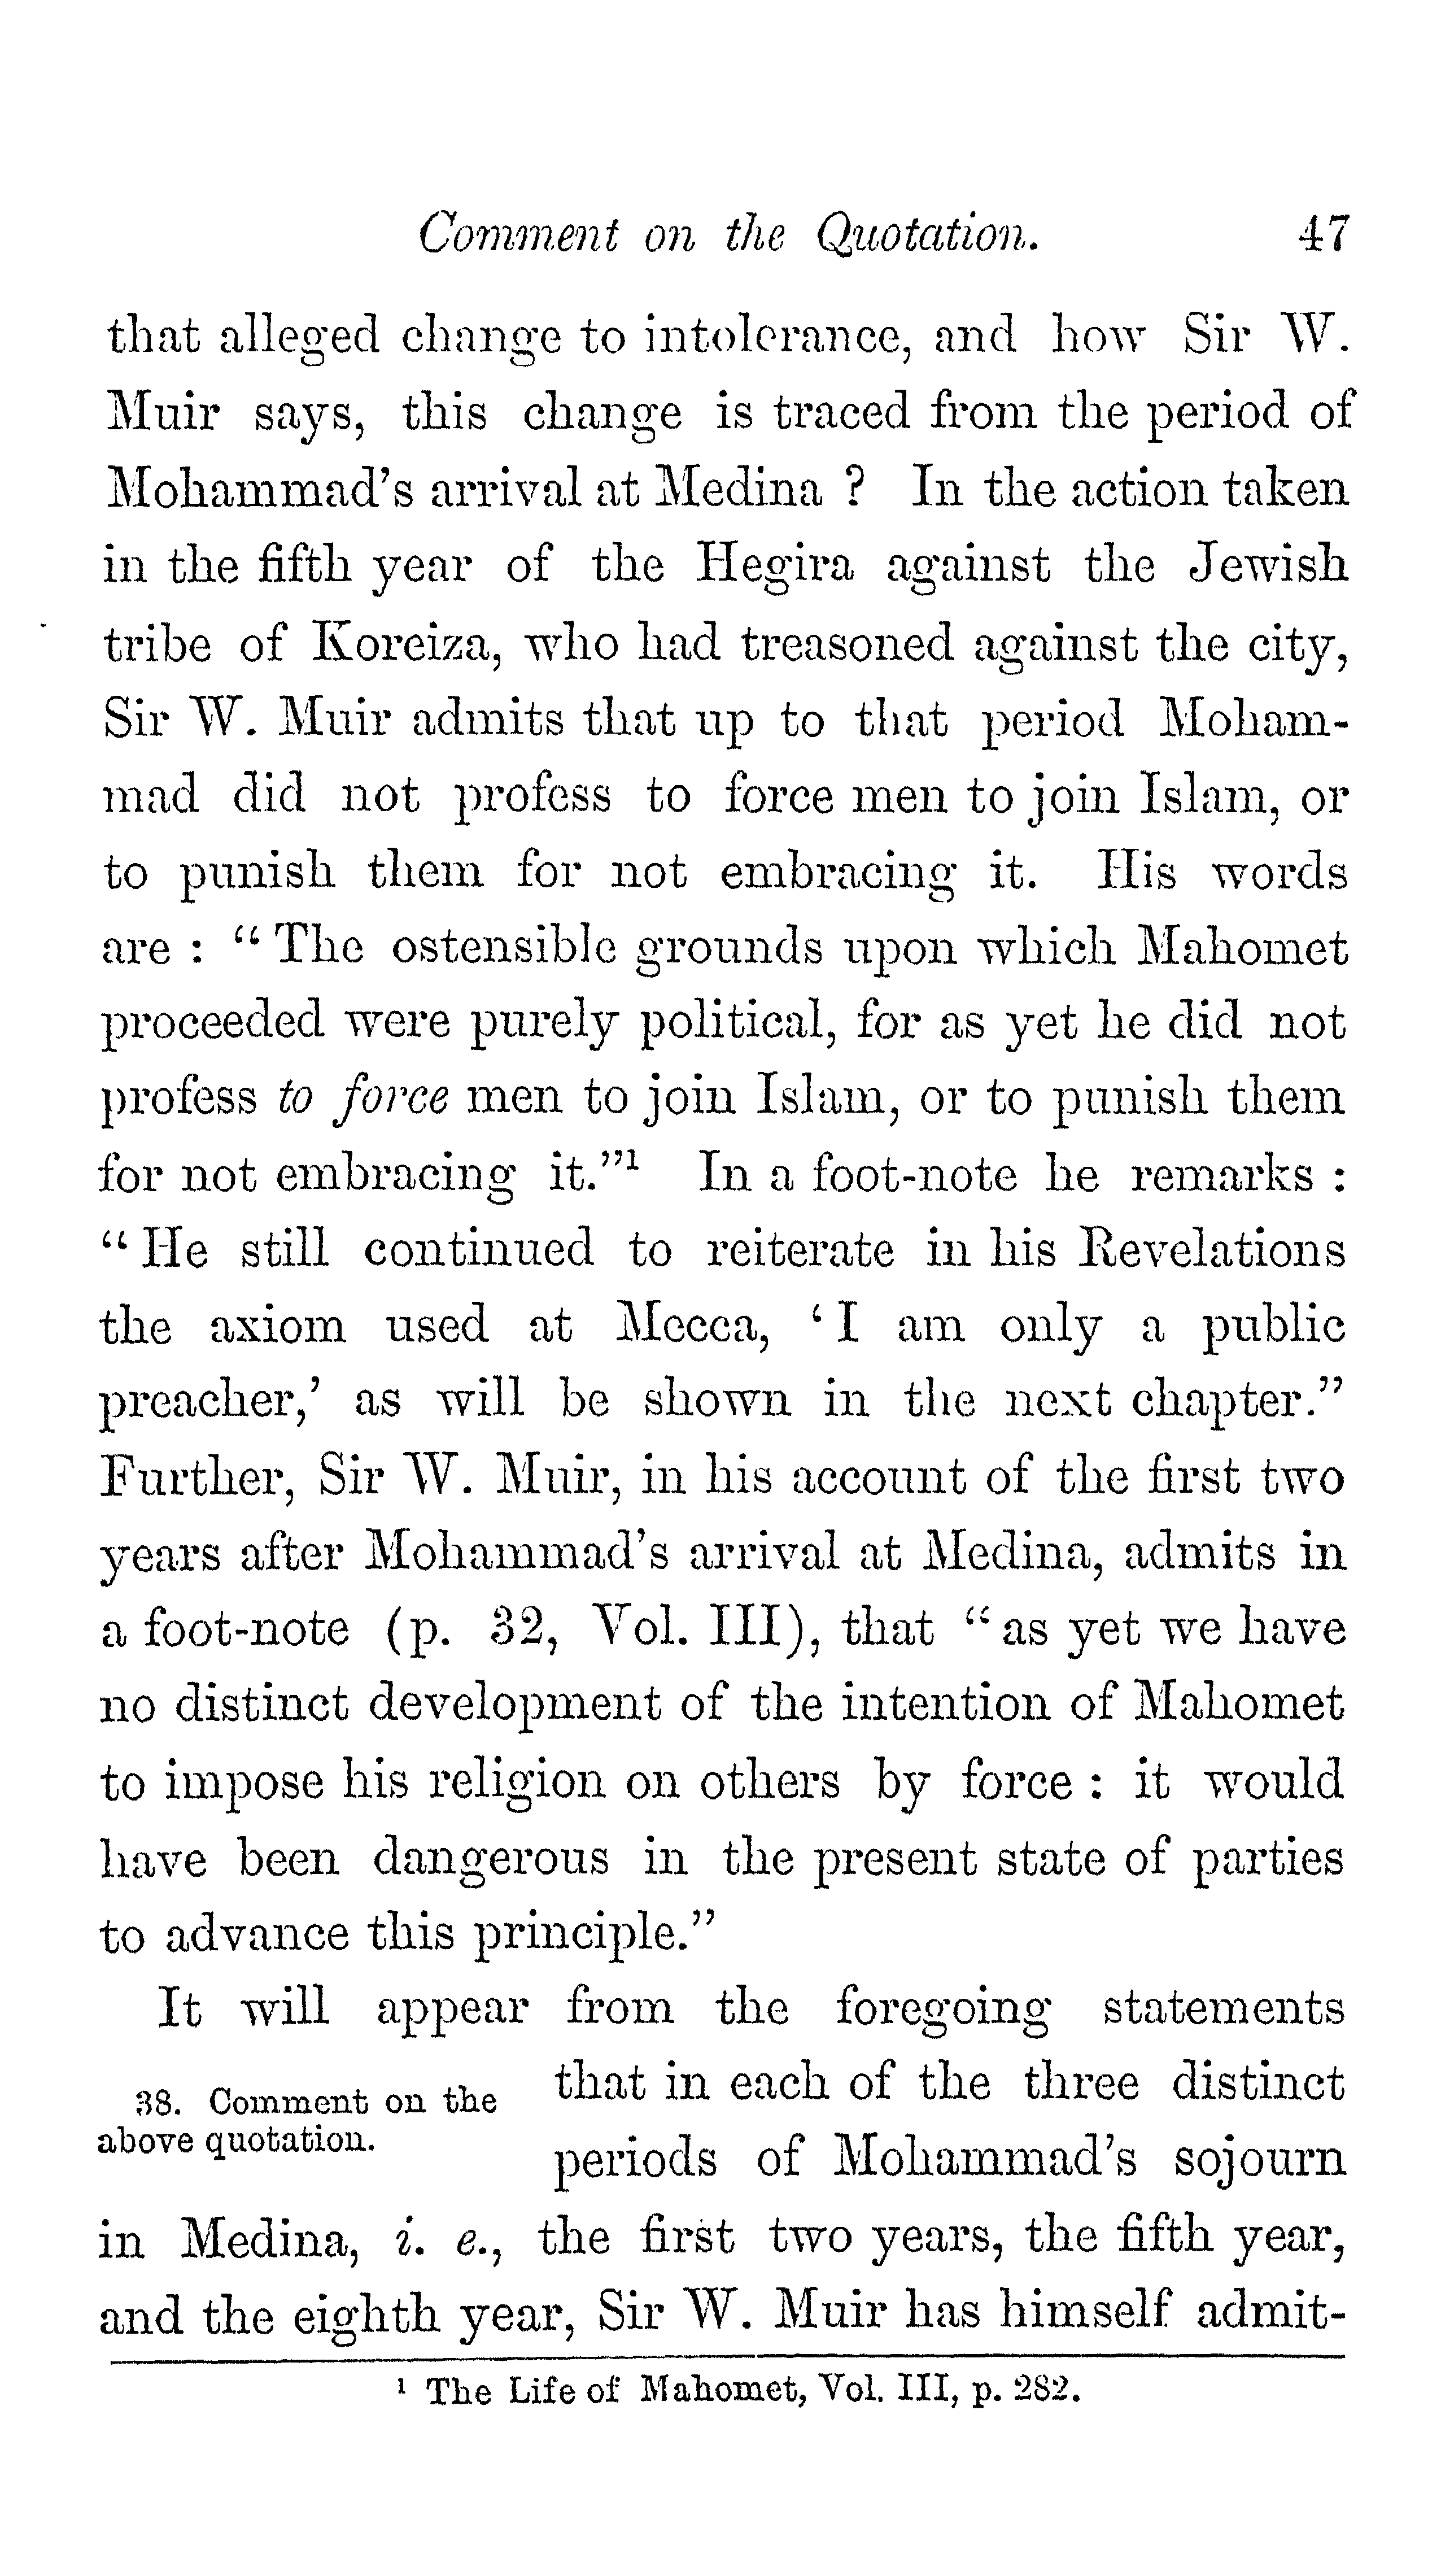 Comment on the Quotation. 47
that alleged change to intolerance, and how Sir W.
Muir says, this change is traced from the period of
Mohammad's arrival at Medina ? In the action taken
in the fifth year of the Hegira against the Jewish
tribe of Koreiza, who had treasoned against the city,
Sir W. Muir admits that up to that period Moham-
mad did not profess to force men to join Islam, or
to punish them for not embracing it. His words
are : “ The ostensible grounds upon which Mahomet
proceeded were purely political, for as yet he did not
profess to force men to join Islam, or to punish them
for not embracing it.”¹ In a foot-note he remarks :
“ He still continued to reiterate in his Revelations
the axiom used at Mecca, ‘ I am only a public
preacher,’ as will be shown in the next chapter.”
Further, Sir W. Muir, in his account of the first two
years after Mohammad's arrival at Medina, admits in
a foot-note (p. 32, Vol. III), that “ as yet we have
no distinct development of the intention of Mahomet
to impose his religion on others by force : it would
have been dangerous in the present state of parties
to advance this principle.”
It will appear from the foregoing statements
38. Comment on the
above quotation.
that in each of the three distinct
periods of Mohammad's sojourn
in Medina, i. e., the first two years, the fifth year,
and the eighth year, Sir W. Muir has himself admit-
¹ The Life of Mahomet, Vol. III, p. 282.